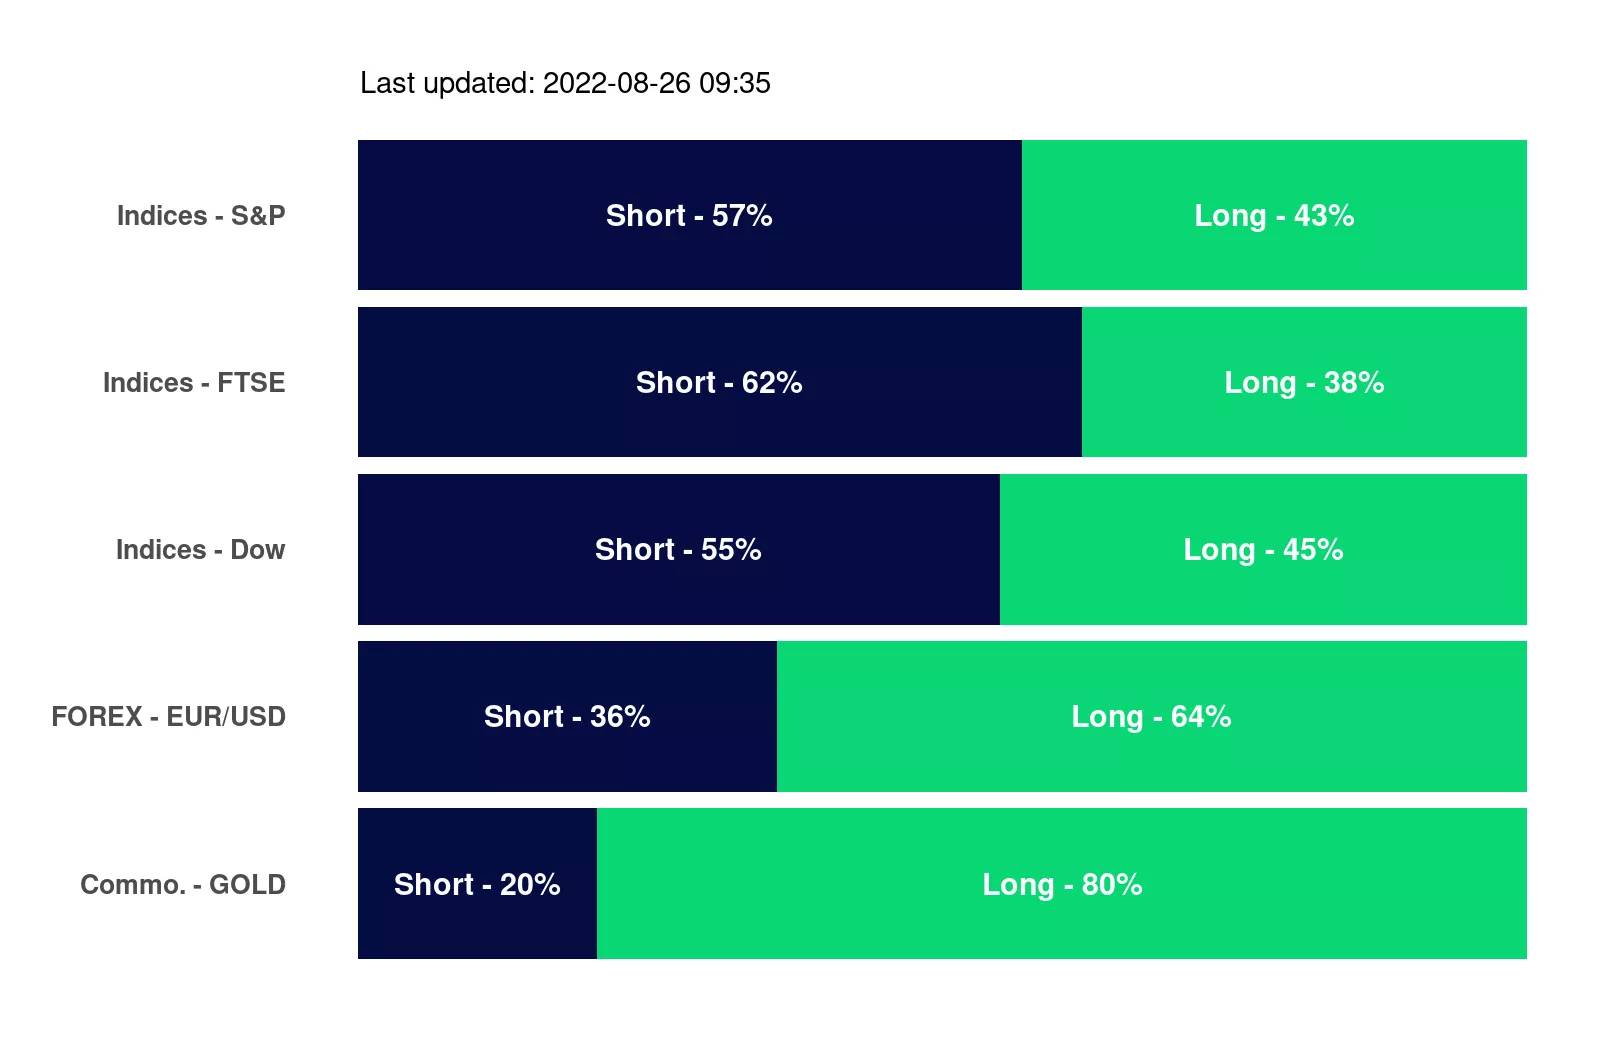 Last updated: 2022-08-26 09:35
Indices - S&P Short - 57% Long - 43%
Indices - FTSE Short - 62% Long - 38%
Indices - Dow Short - 55% Long - 45%
FOREX - EUR/USD Short - 36% Long - 64%
Commo. - GOLD Short - 20% Long - 80%